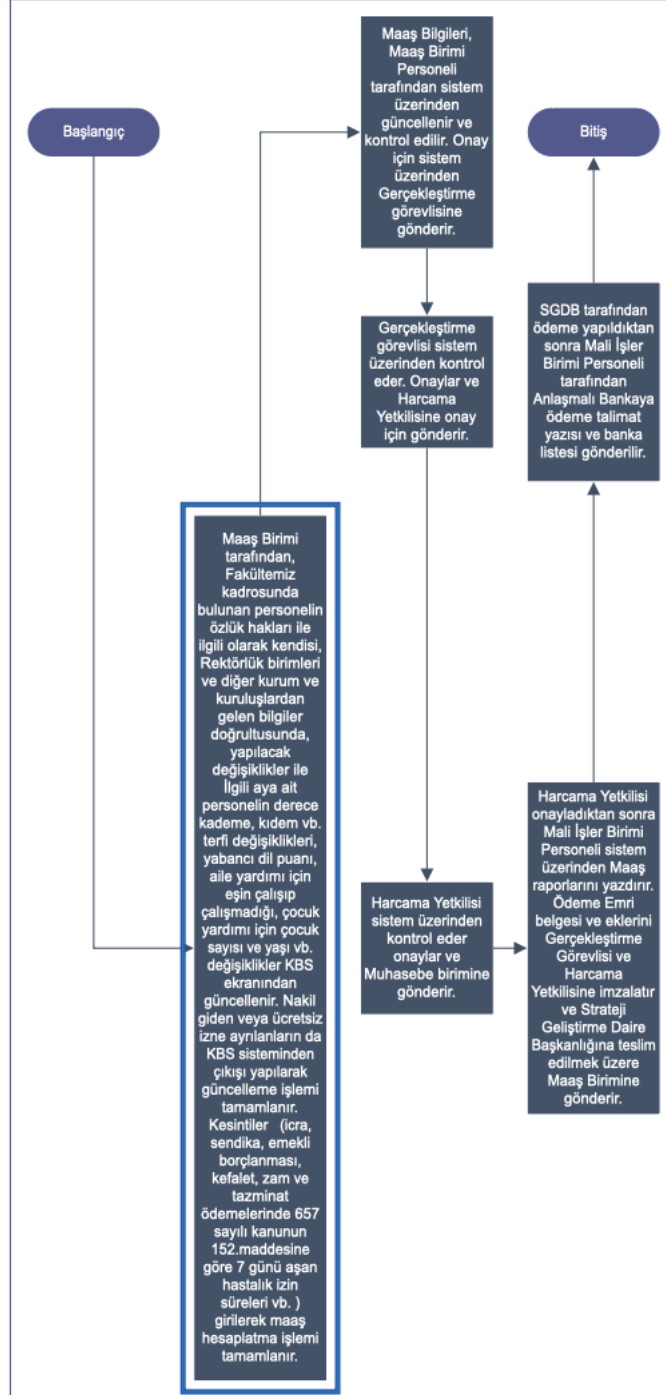 Başlangıç
Maaş Birimi
tarafından,
Fakültemiz
kadrosunda
bulunan personelin
özlük hakları ile
ilgili olarak kendisi,
Rektörlük birimleri
ve diğer kurum ve
kuruluşlardan
gelen bilgiler
doğrultusunda,
yapılacak
değişiklikler ile
İlgili aya ait
personelin derece
kademe, kıdem vb.
terfi değişiklikleri,
yabancı dil puanı,
aile yardımı için
eşin çalışıp
çalışmadığı, çocuk
yardımı için çocuk
sayısı ve yaşı vb.
değişiklikler KBS
ekranından
güncellenir. Nakil
giden veya ücretsiz
izne ayrılanların da
KBS sisteminden
çıkışı yapılarak
güncelleme işlemi
tamamlanır.
Kesintiler (icra,
sendika, emekli
borçlanması,
kefalet, zam ve
tazminat
ödemelerinde 657
sayılı kanunun
152.maddesine
göre 7 günü aşan
hastalık izin
süreleri vb. )
girilerek maaş
hesaplatma işlemi
tamamlanır.
Maaş Bilgileri,
Maaş Birimi
Personeli
tarafından sistem
üzerinden
güncellenir ve
kontrol edilir. Onay
için sistem
üzerinden
Gerçekleştirme
görevlisine
gönderir.
Gerçekleştirme
görevlisi sistem
üzerinden kontrol
eder. Onaylar ve
Harcama
Yetkilisine onay
için gönderir.
Harcama Yetkilisi
sistem üzerinden
kontrol eder
onaylar ve
Muhasebe birimine
gönderir.
Harcama Yetkilisi
onayladıktan sonra
Mali İşler Birimi
Personeli sistem
üzerinden Maaş
raporlarını yazdırır.
Ödeme Emri
belgesi ve eklerini
Gerçekleştirme
Görevlisi ve
Harcama
Yetkilisine imzalatır
ve Strateji
Geliştirme Daire
Başkanlığına teslim
edilmek üzere
Maaş Birimine
gönderir.
SGDB tarafından
ödeme yapıldıktan
sonra Mali İşler
Birimi Personeli
tarafından
Anlaşmalı Bankaya
ödeme talimat
yazısı ve banka
listesi gönderilir.
Bitiş